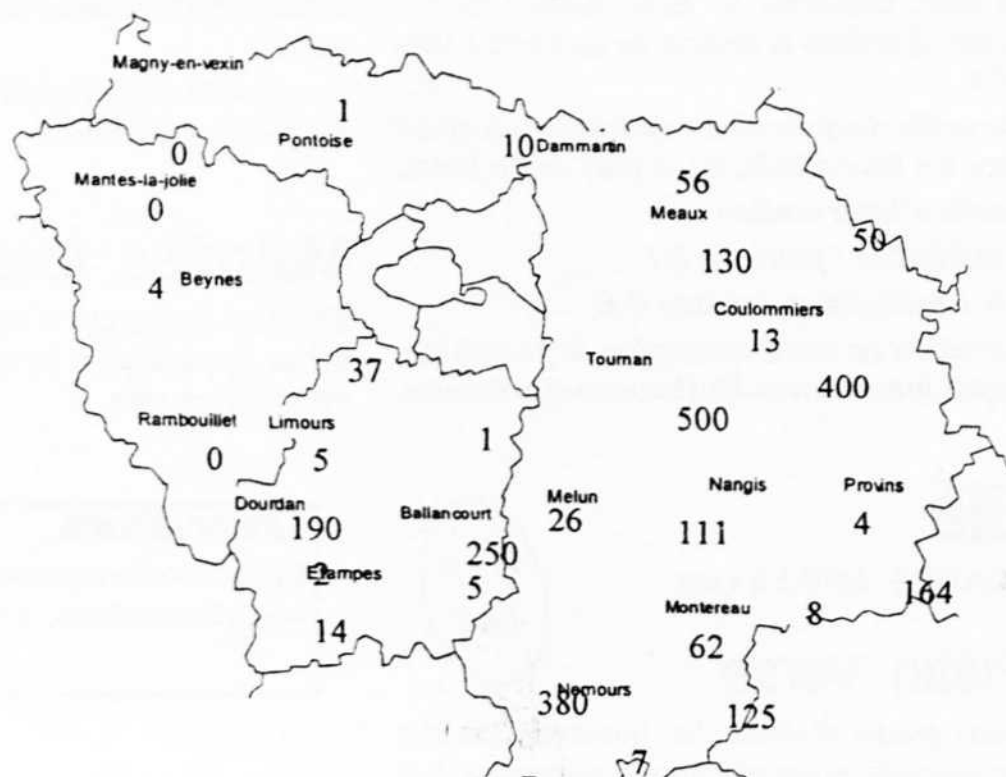 Magny-en-vexin
1
Pontoise
10 Dammartin
0
Mantes-la-jolie
0
56
Meaux
50
130
4 Beynes
Coulommiers
13
Tournan
37
400
Rambouillet Limours
500
1
0
5
Nangis Provins
Dourdan
Ballancourt
Melun
190
26
111
4
250
Etampes
2
5
164
Montereau
8
14
62
Nemours
380
125
7